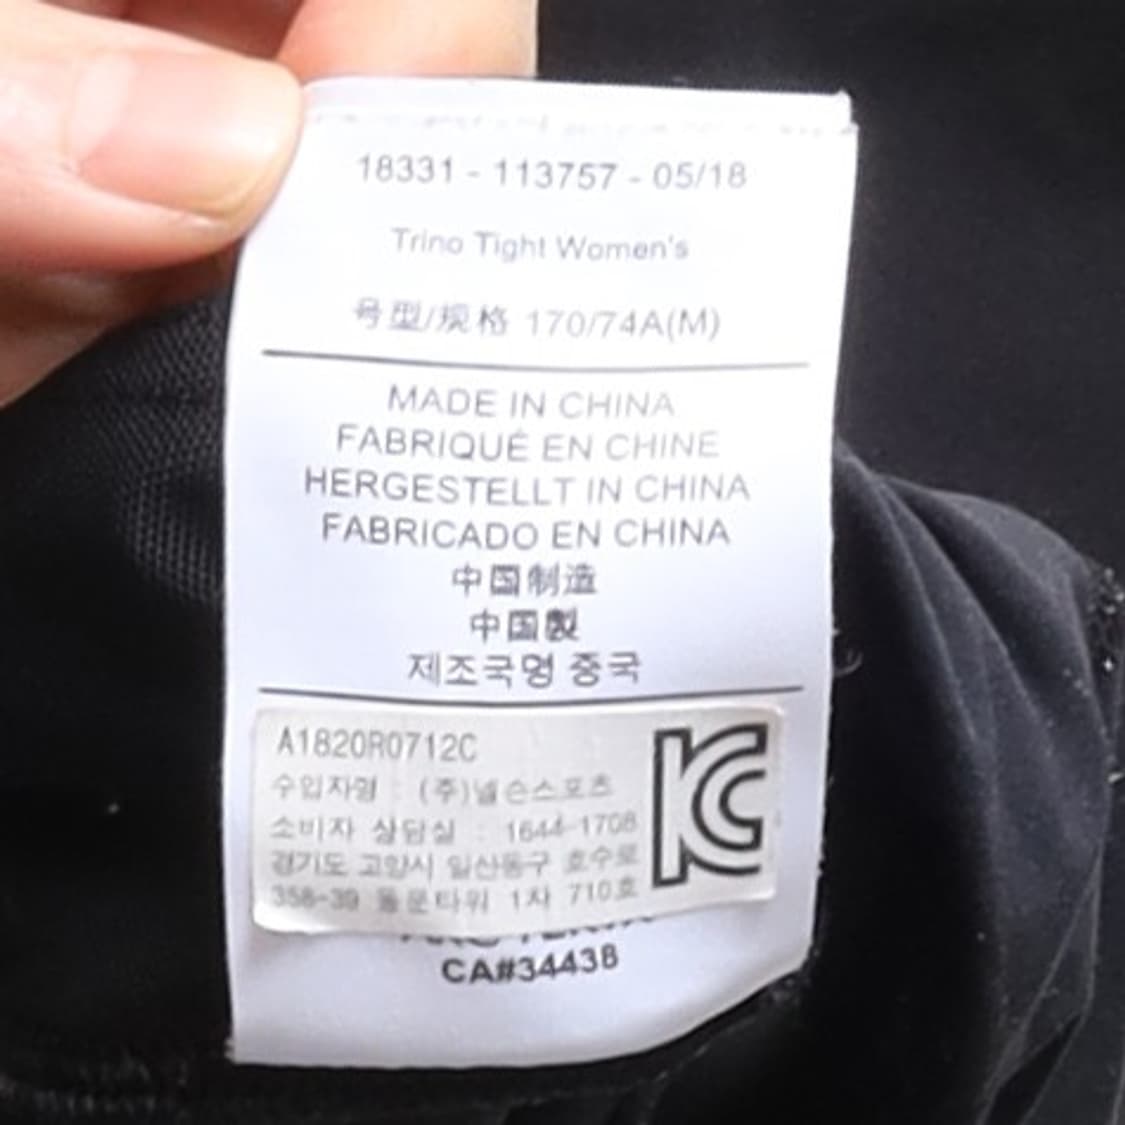 18331 - 113757 - 05/18
Trino Tight Women's
号型/规格 170/74A(M)
MADE IN CHINA
FABRIQUÉ EN CHINE
HERGESTELLT IN CHINA
FABRICADO EN CHINA
中国制造
中国製
제조국명 중국
A1820R0712C
수입자명 : (주)넬슨스포츠
소비자 상담실 : 1644-1708
경기도 고양시 일산동구 호수로
358-39 동문타워 1차 710호
KC
CA#34438